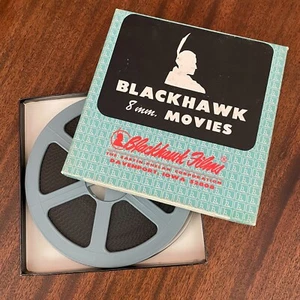 BLACKHAWK
8 mm. MOVIES
Blackhawk Films
THE EASTIN-PHELAN CORPORATION
DAVENPORT, IOWA 52808